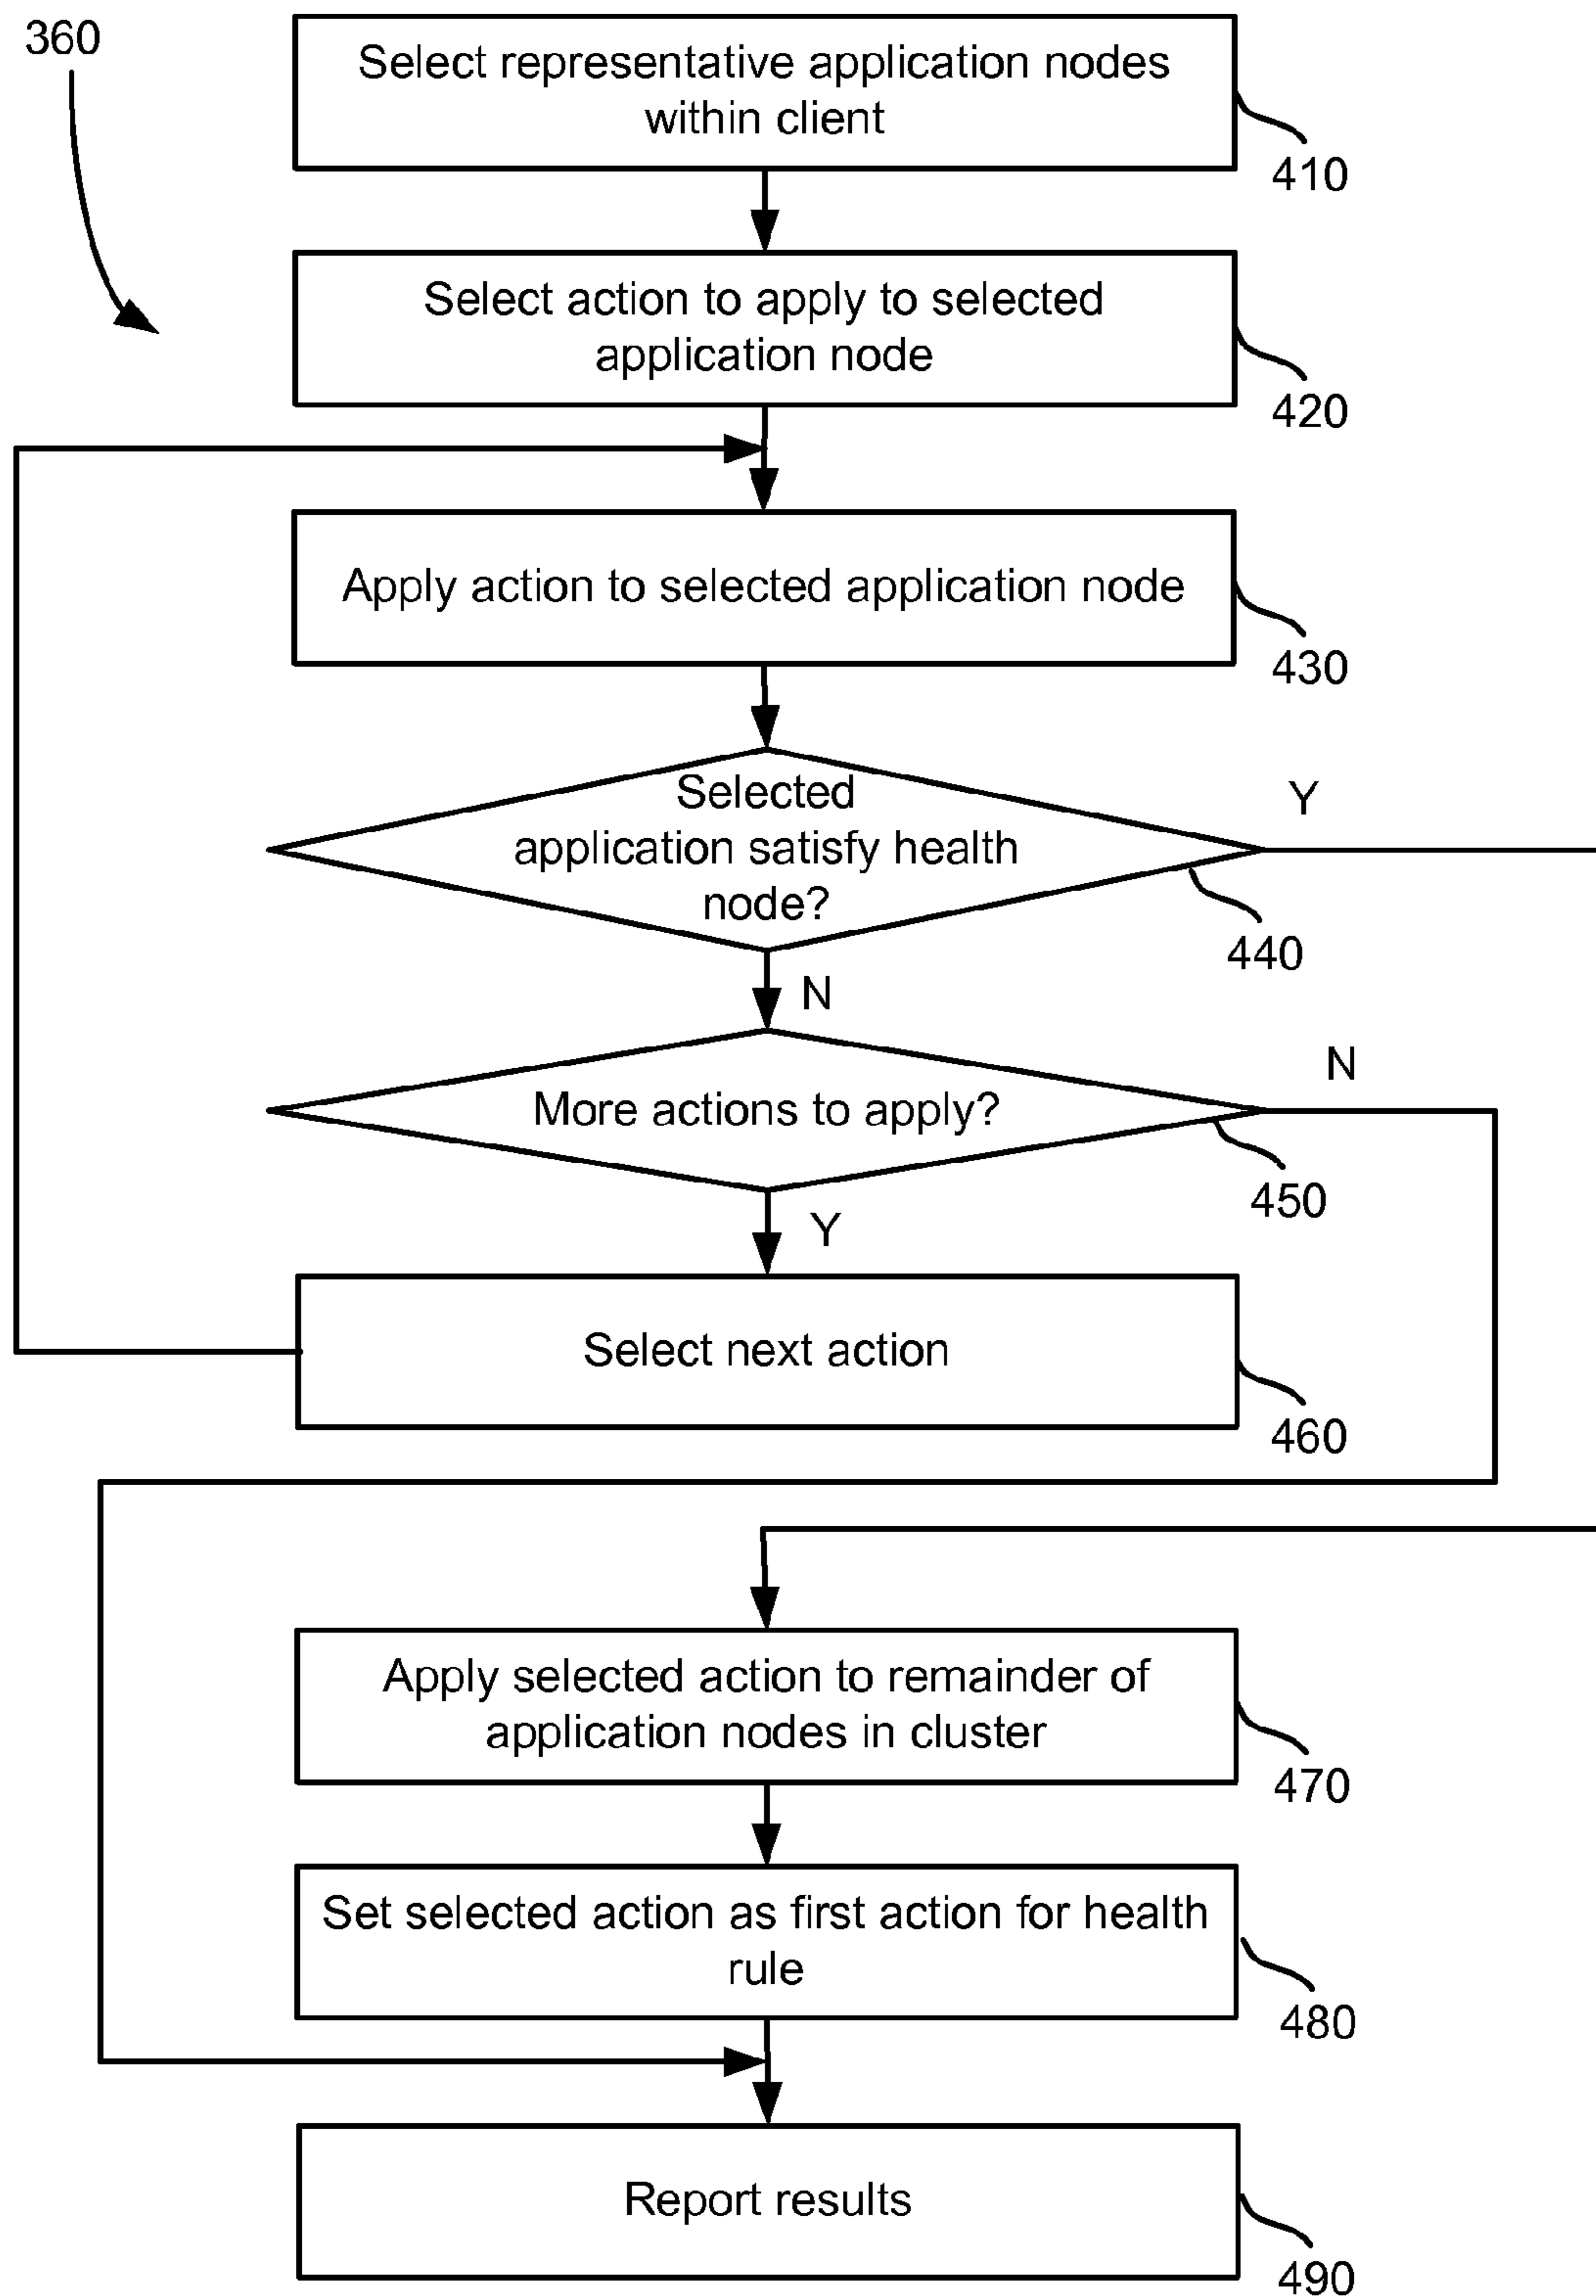 360
Select representative application nodes
within client
410
Select action to apply to selected
application node
420
Apply action to selected application node
430
Selected
application satisfy health
node?
Y
440
N
More actions to apply?
N
450
Y
Select next action
460
Apply selected action to remainder of
application nodes in cluster
470
Set selected action as first action for health
rule
480
Report results
490